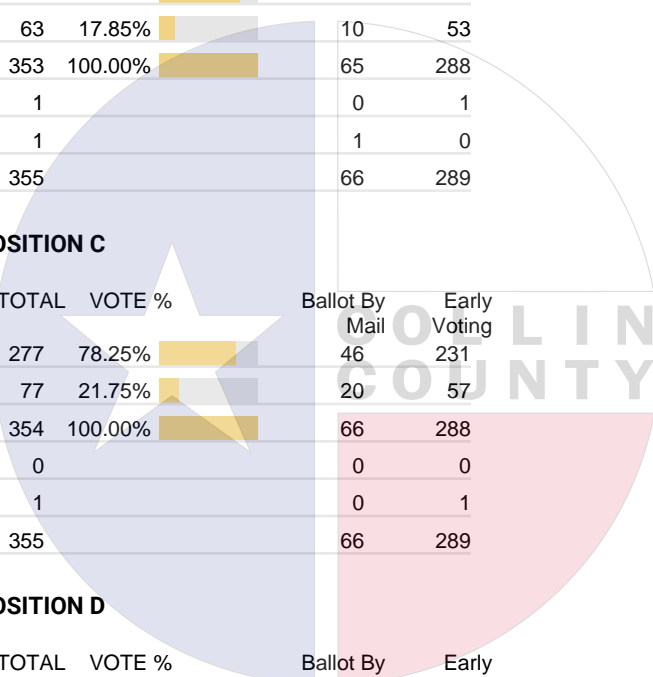 63 17.85% 10 53
353 100.00% 65 288
1 0 1
1 1 0
355 66 289
OSITION C
TOTAL VOTE % Ballot By Early
Mail Voting
277 78.25% 46 231
77 21.75% 20 57
354 100.00% 66 288
0 0 0
1 0 1
355 66 289
COLLIN
COUNTY
OSITION D
TOTAL VOTE % Ballot By Early